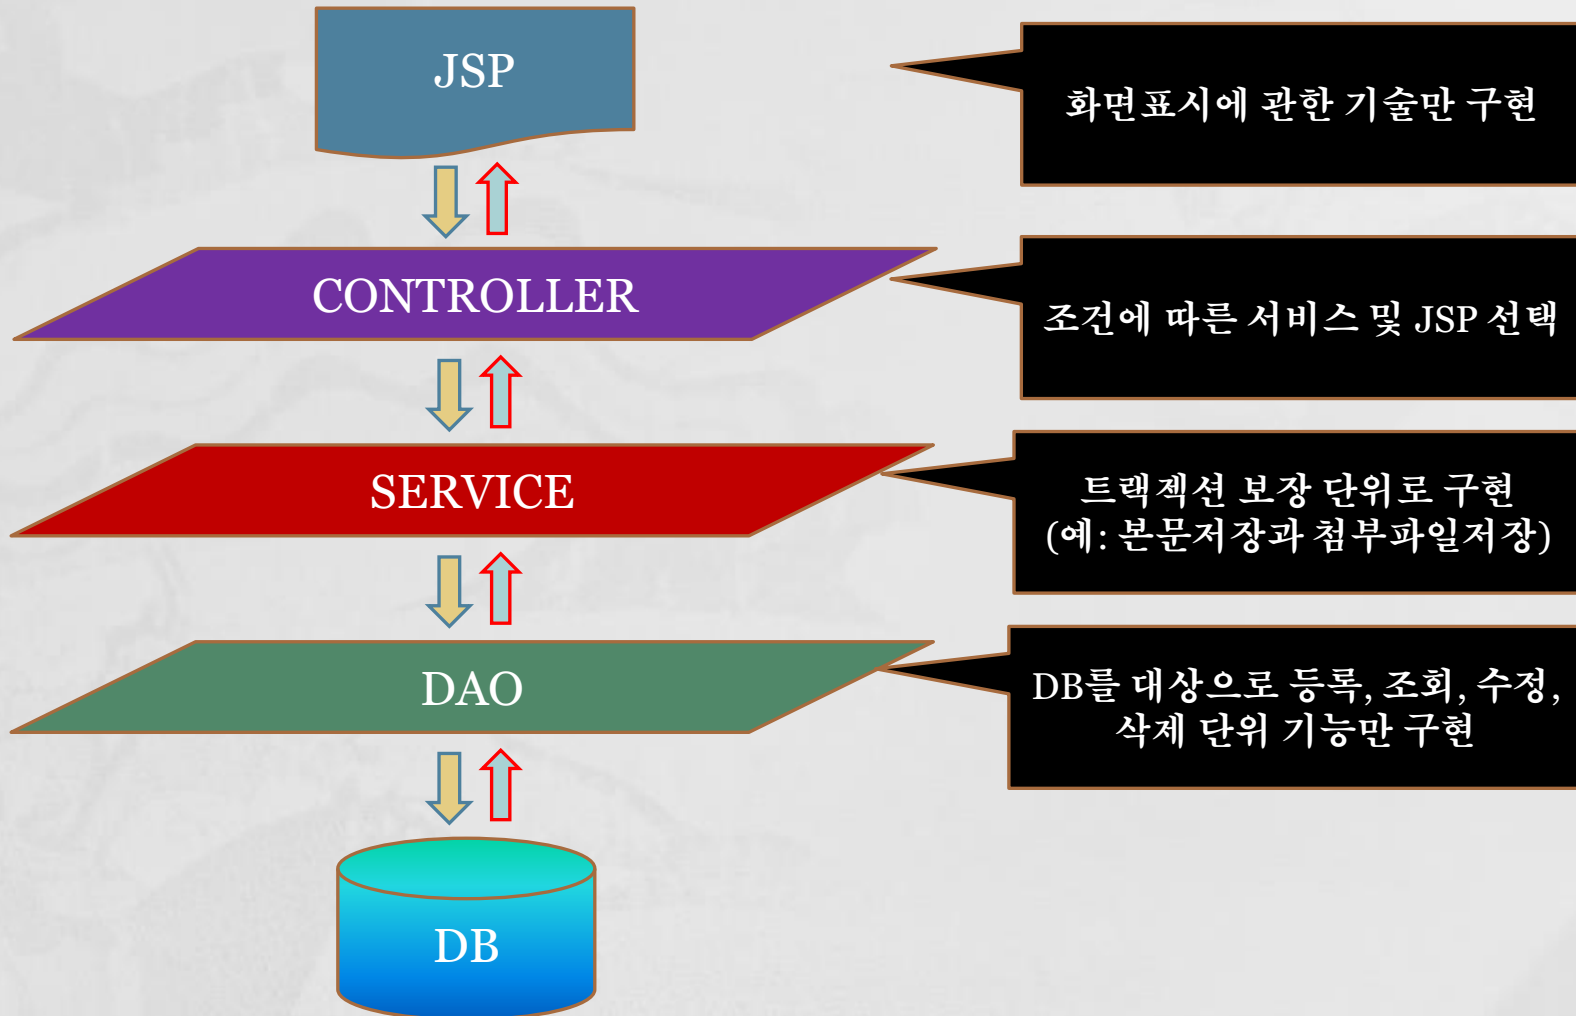 JSP
화면표시에 관한 기술만 구현
CONTROLLER
조건에 따른 서비스 및 JSP 선택
SERVICE
트랙젝션 보장 단위로 구현
(예: 본문저장과 첨부파일저장)
DAO
DB를 대상으로 등록, 조회, 수정,
삭제 단위 기능만 구현
DB